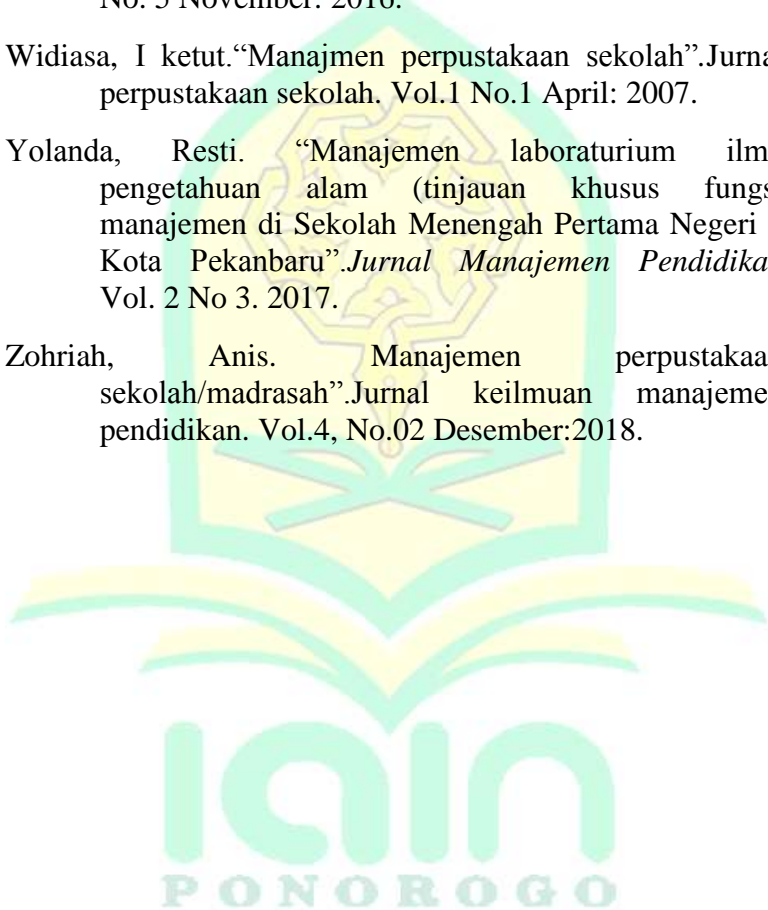 No. 5 November: 2016.
Widiasa, I ketut.“Manajmen perpustakaan sekolah”.Jurna
perpustakaan sekolah. Vol.1 No.1 April: 2007.
Yolanda, Resti. “Manajemen laboraturium ilm
pengetahuan alam (tinjauan khusus fungs
manajemen di Sekolah Menengah Pertama Negeri
Kota Pekanbaru”.Jurnal Manajemen Pendidika
Vol. 2 No 3. 2017.
Zohriah, Anis. Manajemen perpustakaa
sekolah/madrasah”.Jurnal keilmuan manajeme
pendidikan. Vol.4, No.02 Desember:2018.
iain
PONOROGO